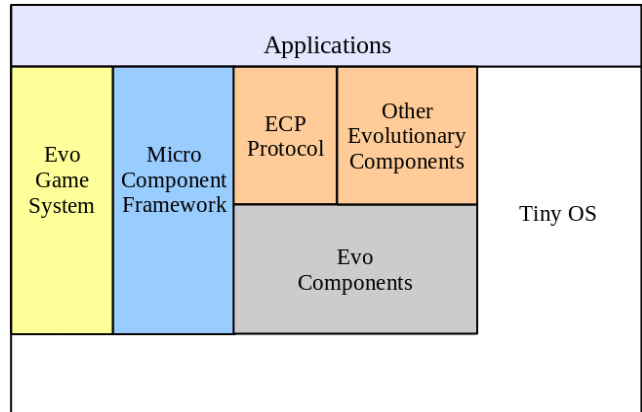 Applications
Evo
Game
System
Micro
Component
Framework
ECP
Protocol
Other
Evolutionary
Components
Evo
Components
Tiny OS